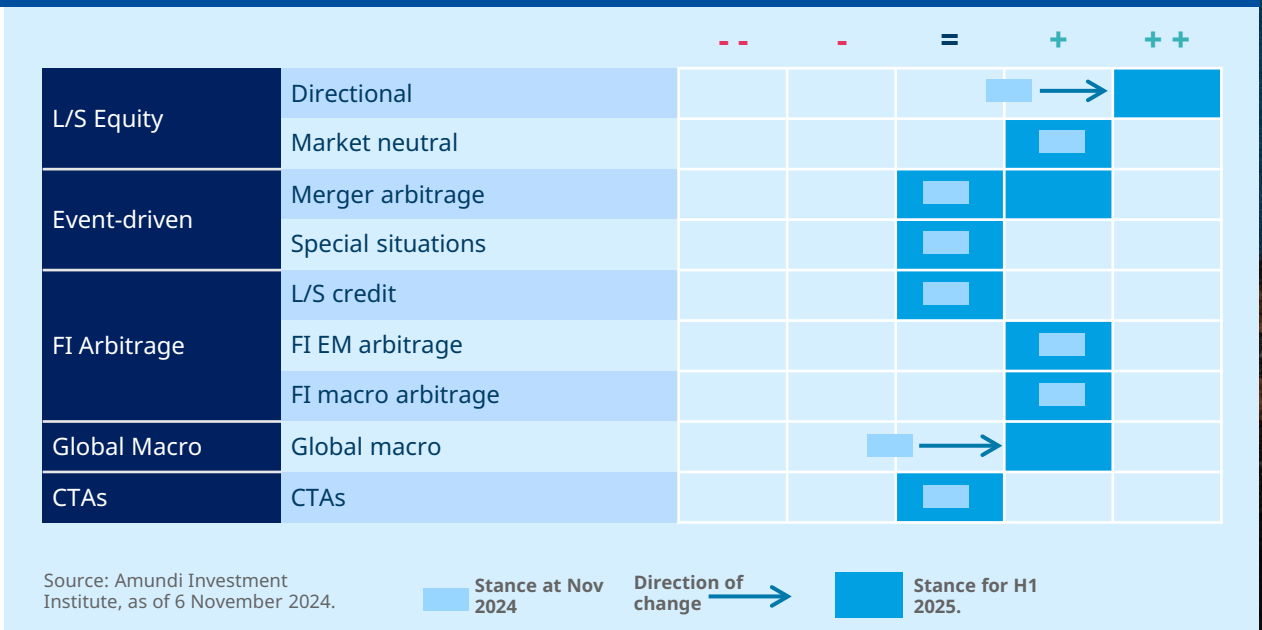 - - - = + + +
L/S Equity
Directional
Market neutral
Event-driven
Merger arbitrage
Special situations
FI Arbitrage
L/S credit
FI EM arbitrage
FI macro arbitrage
Global Macro
Global macro
CTAs
CTAs
Source: Amundi Investment
Institute, as of 6 November 2024.
Stance at Nov
2024
Direction of
change
Stance for H1
2025.